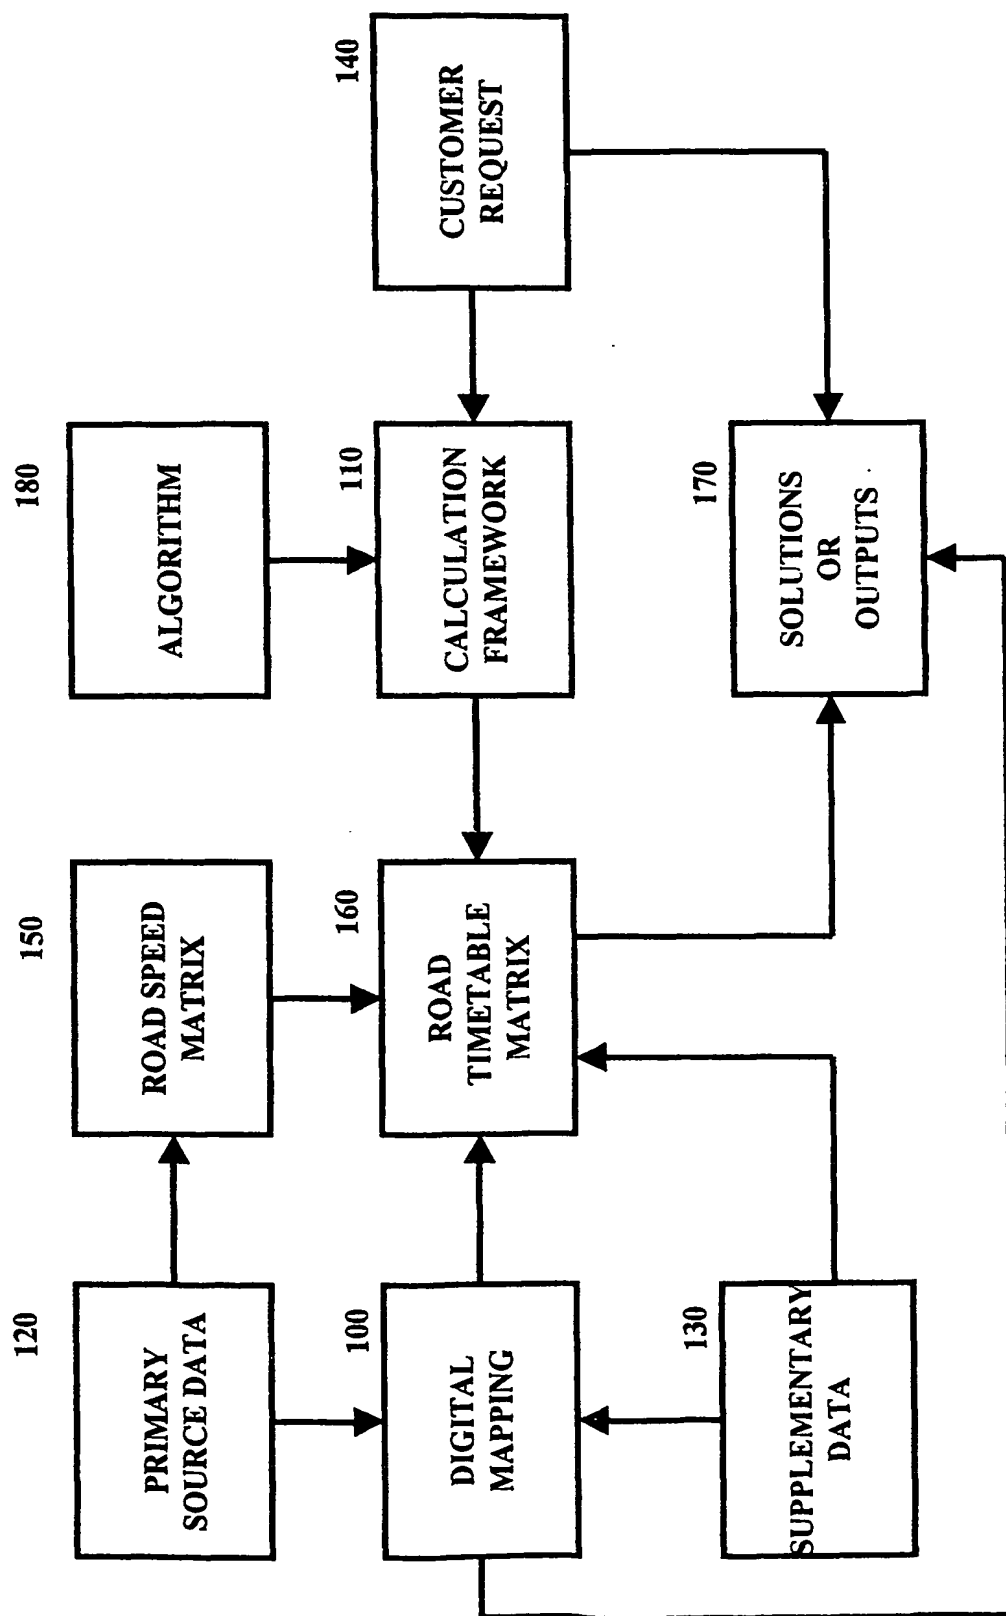 120
PRIMARY
SOURCE DATA
150
ROAD SPEED
MATRIX
180
ALGORITHM
100
DIGITAL
MAPPING
160
ROAD
TIMETABLE
MATRIX
110
CALCULATION
FRAMEWORK
140
CUSTOMER
REQUEST
130
SUPPLEMENTARY
DATA
170
SOLUTIONS
OR
OUTPUTS